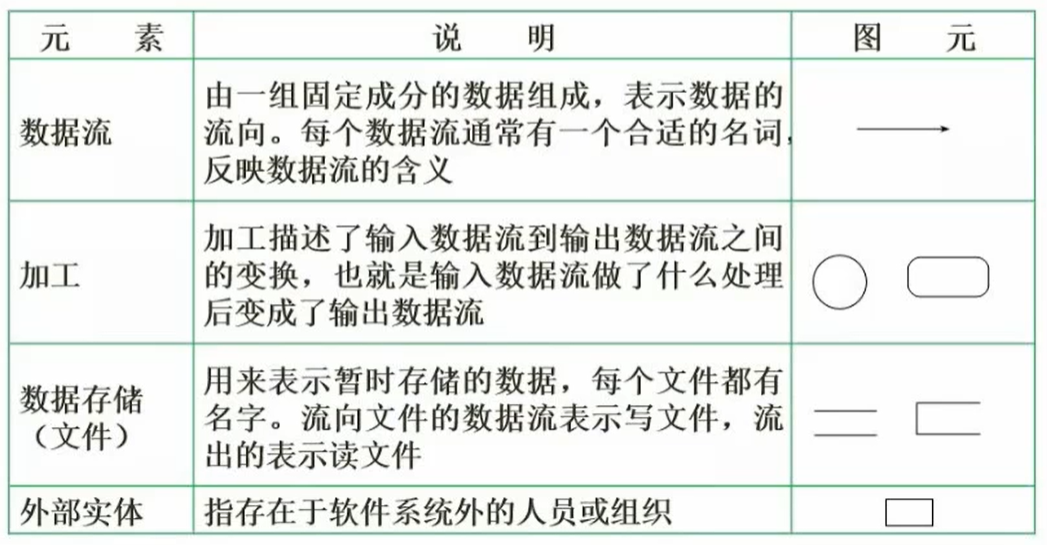 元 素 说 明 图 元
数据流
由一组固定成分的数据组成，表示数据的
流向。每个数据流通常有一个合适的名词，
反映数据流的含义
加工
加工描述了输入数据流到输出数据流之间
的变换，也就是输入数据流做了什么处理
后变成了输出数据流
数据存储
（文件）
用来表示暂时存储的数据，每个文件都有
名字。流向文件的数据流表示写文件，流
出的表示读文件
外部实体 指存在于软件系统外的人员或组织